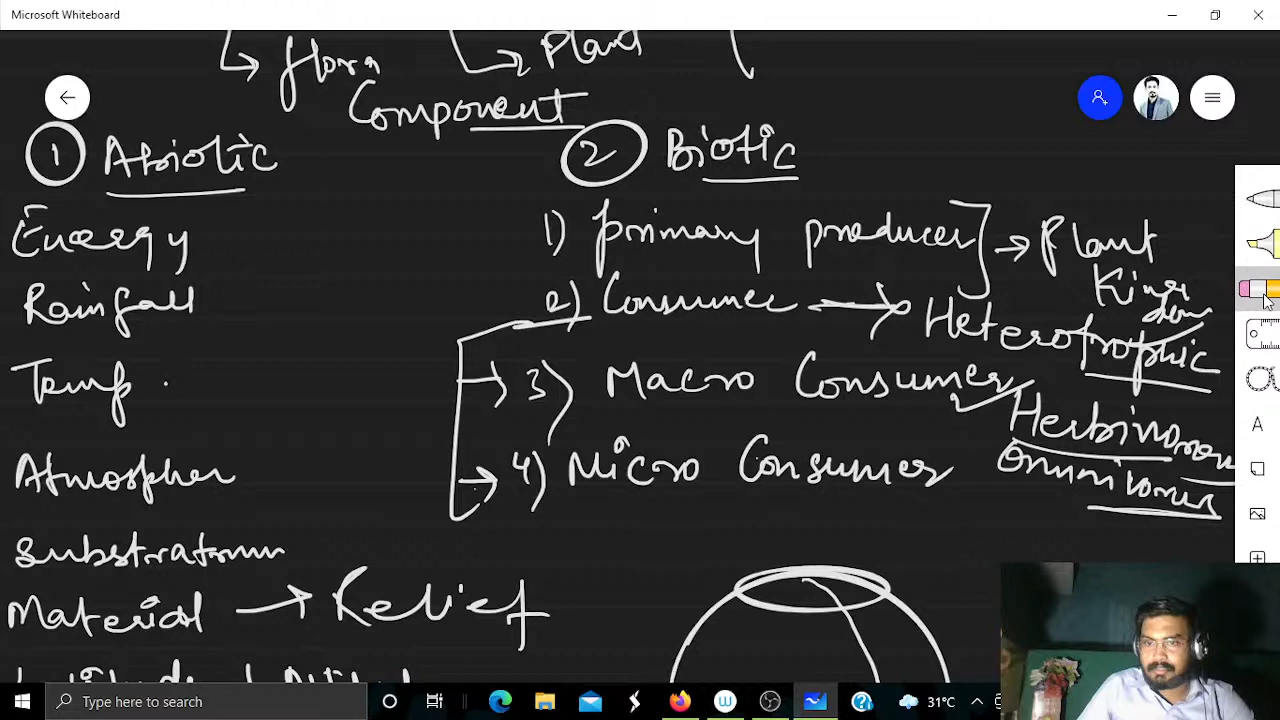 Microsoft Whiteboard
flora
Plant
Component
1 Abiotic
2 Biotic
Energy
1) primary producer → Plant
Kingdom
Rainfall
2) Consumer → Heterotrophic
Temp.
3) Macro Consumer
Herbivorous
4) Micro Consumer
Omnivorous
Atmospher
Substratum
Material → Relief
A
Type here to search
31°C